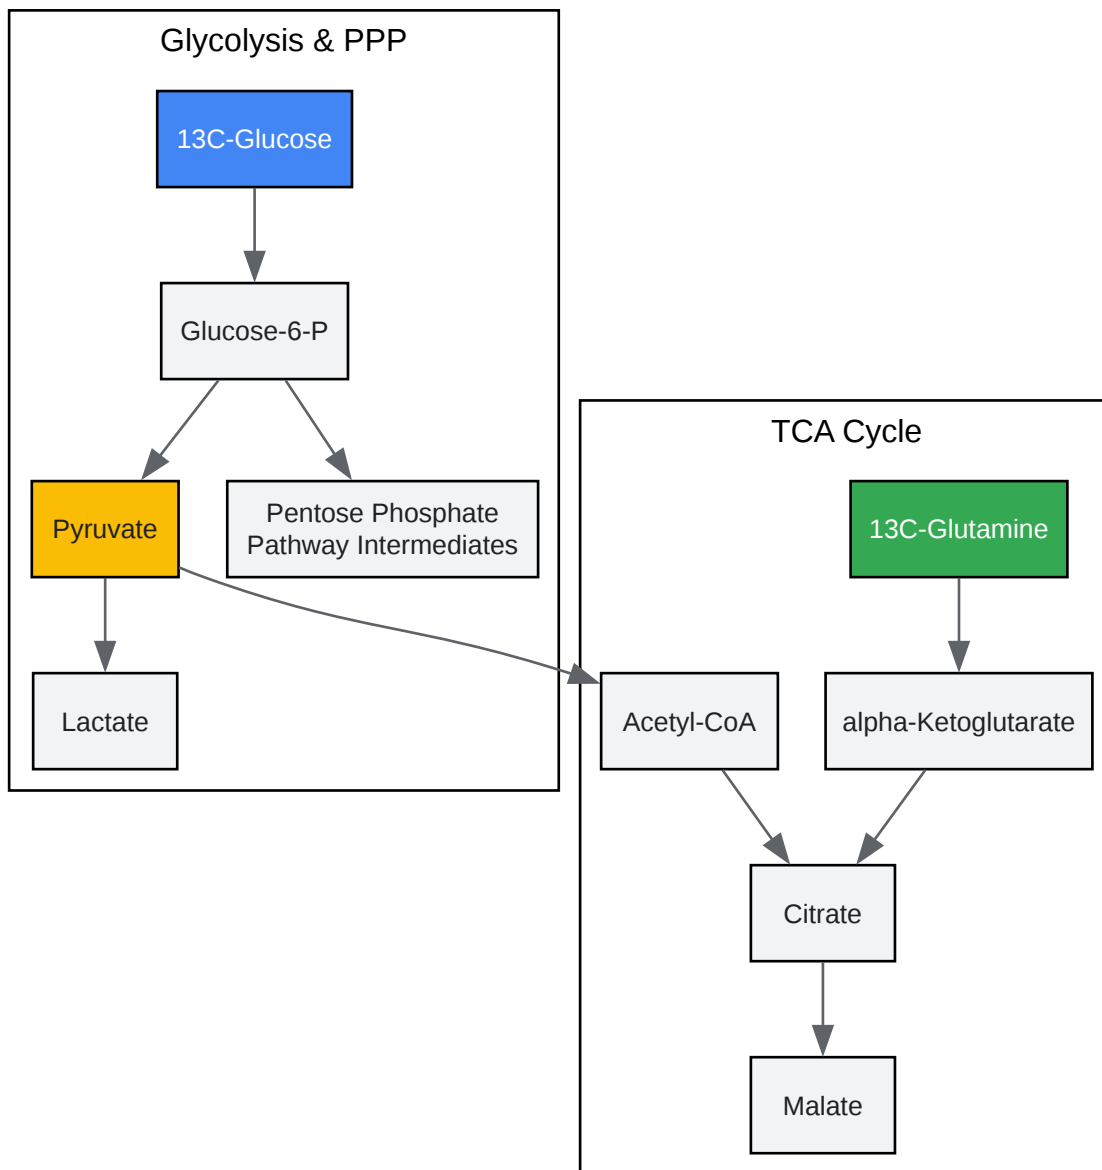 Glycolysis & PPP
13C-Glucose
Glucose-6-P
Pyruvate
Pentose Phosphate
Pathway Intermediates
Lactate
TCA Cycle
13C-Glutamine
Acetyl-CoA
alpha-Ketoglutarate
Citrate
Malate